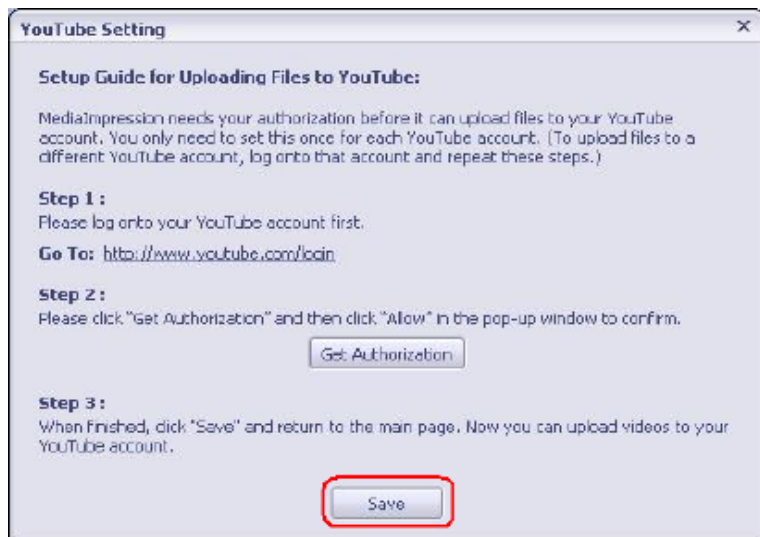 YouTube Setting
Setup Guide for Uploading Files to YouTube:
MediaImpression needs your authorization before it can upload files to your YouTube
account. You only need to set this once for each YouTube account. (To upload files to a
different YouTube account, log onto that account and repeat these steps.)
Step 1 :
Please log onto your YouTube account first.
Go To: http://www.youtube.com/login
Step 2 :
Please click "Get Authorization" and then click "Allow" in the pop-up window to confirm.
Get Authorization
Step 3 :
When finished, click "Save" and return to the main page. Now you can upload videos to your
YouTube account.
Save